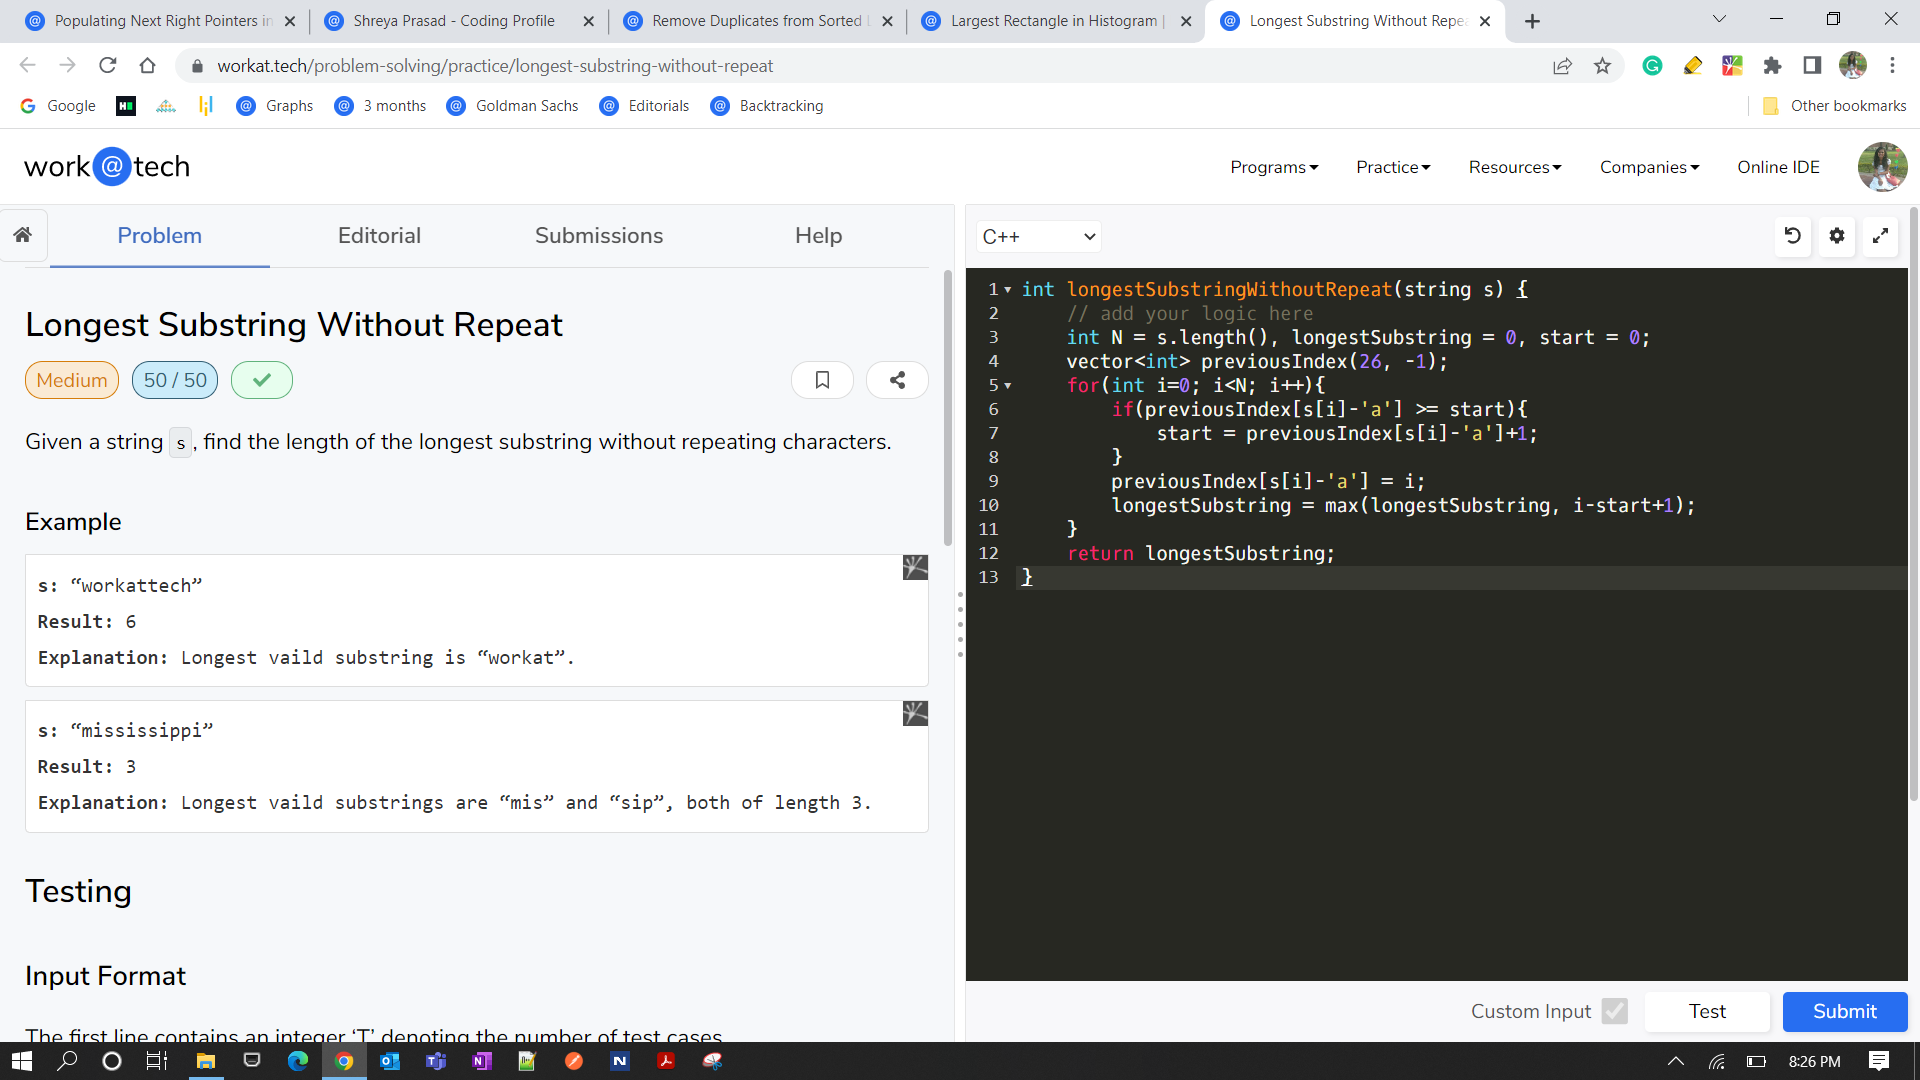 Populating Next Right Pointers in
Shreya Prasad - Coding Profile
Remove Duplicates from Sorted L
Largest Rectangle in Histogram |
Longest Substring Without Repe
workat.tech/problem-solving/practice/longest-substring-without-repeat
Google
Graphs
3 months
Goldman Sachs
Editorials
Backtracking
Other bookmarks
work@tech
Programs
Practice
Resources
Companies
Online IDE
Problem
Editorial
Submissions
Help
Longest Substring Without Repeat
Medium
50 / 50
Given a string s, find the length of the longest substring without repeating characters.
Example
s: “workattech”
Result: 6
Explanation: Longest vaild substring is “workat”.
s: “mississippi”
Result: 3
Explanation: Longest vaild substrings are “mis” and “sip”, both of length 3.
Testing
Input Format
The first line contains an integer ‘T’ denoting the number of test cases.
C++
1 int longestSubstringWithoutRepeat(string s) {
2 // add your logic here
3 int N = s.length(), longestSubstring = 0, start = 0;
4 vector<int> previousIndex(26, -1);
5 for(int i=0; i<N; i++){
6 if(previousIndex[s[i]-'a'] >= start){
7 start = previousIndex[s[i]-'a']+1;
8 }
9 previousIndex[s[i]-'a'] = i;
10 longestSubstring = max(longestSubstring, i-start+1);
11 }
12 return longestSubstring;
13 }
Custom Input
Test
Submit
8:26 PM